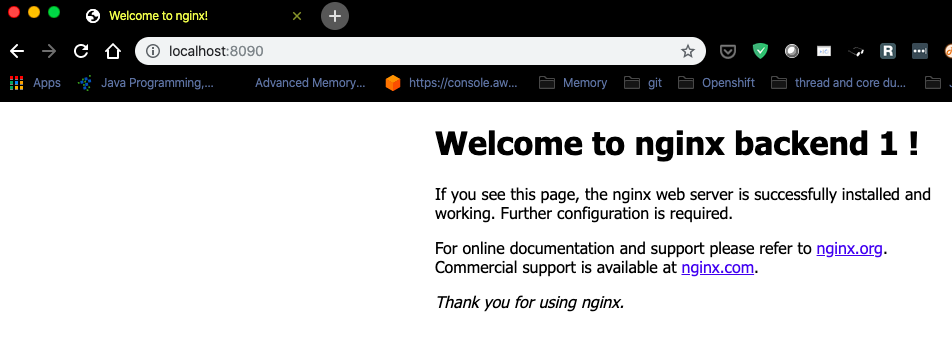 Welcome to nginx!
localhost:8090
Apps Java Programming,... Advanced Memory... https://console.aw... Memory git Openshift thread and core du...
Welcome to nginx backend 1 !
If you see this page, the nginx web server is successfully installed and
working. Further configuration is required.
For online documentation and support please refer to nginx.org.
Commercial support is available at nginx.com.
Thank you for using nginx.